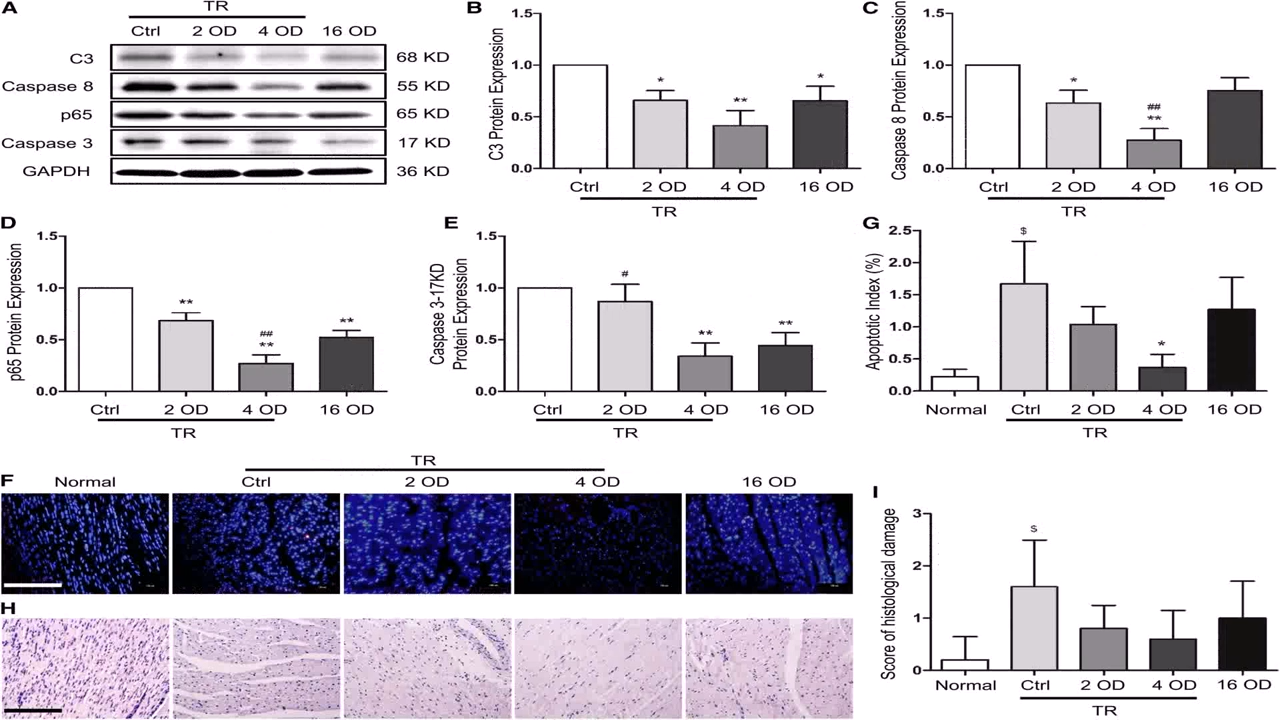 A
TR
Ctrl 2 OD 4 OD 16 OD
C3 68 KD
Caspase 8 55 KD
p65 65 KD
Caspase 3 17 KD
GAPDH 36 KD
B
C3 Protein Expression
1.5
1.0
0.5
0.0
*
**
*
Ctrl 2 OD 4 OD 16 OD
TR
C
Caspase 8 Protein Expression
1.5
1.0
0.5
0.0
*
##
**
Ctrl 2 OD 4 OD 16 OD
TR
D
p65 Protein Expression
1.5
1.0
0.5
0.0
**
##
**
**
Ctrl 2 OD 4 OD 16 OD
TR
E
Caspase 3-17KD
Protein Expression
1.5
1.0
0.5
0.0
#
**
**
Ctrl 2 OD 4 OD 16 OD
TR
G
Apoptotic Index (%)
2.5
2.0
1.5
1.0
0.5
0.0
$
*
Normal Ctrl 2 OD 4 OD 16 OD
TR
F
TR
Normal Ctrl 2 OD 4 OD 16 OD
H
I
Score of histological damage
3
2
1
0
$
Normal Ctrl 2 OD 4 OD 16 OD
TR